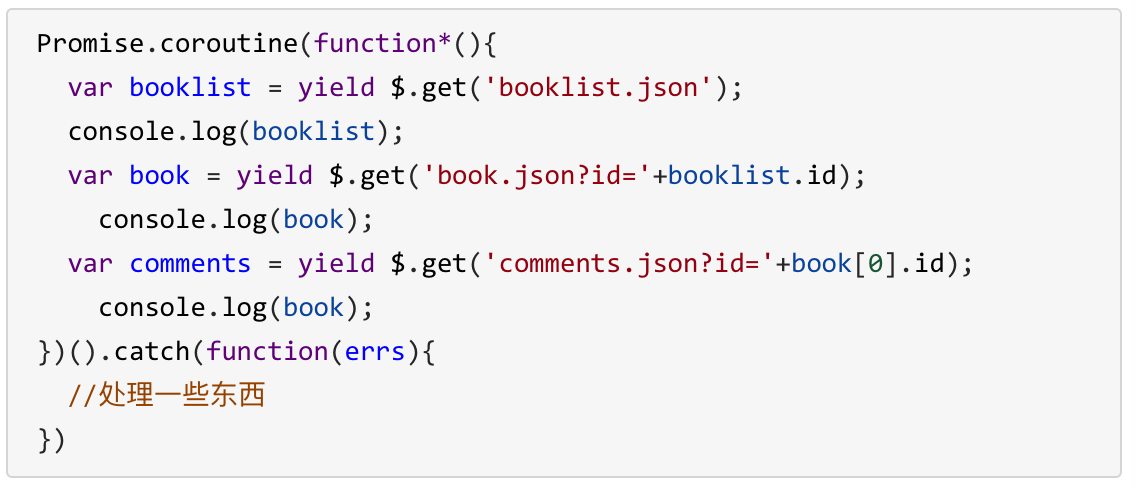 Promise.coroutine(function*(){
  var booklist = yield $.get('booklist.json');
  console.log(booklist);
  var book = yield $.get('book.json?id='+booklist.id);
    console.log(book);
  var comments = yield $.get('comments.json?id='+book[0].id);
    console.log(book);
})().catch(function(errs){
  //处理一些东西
})